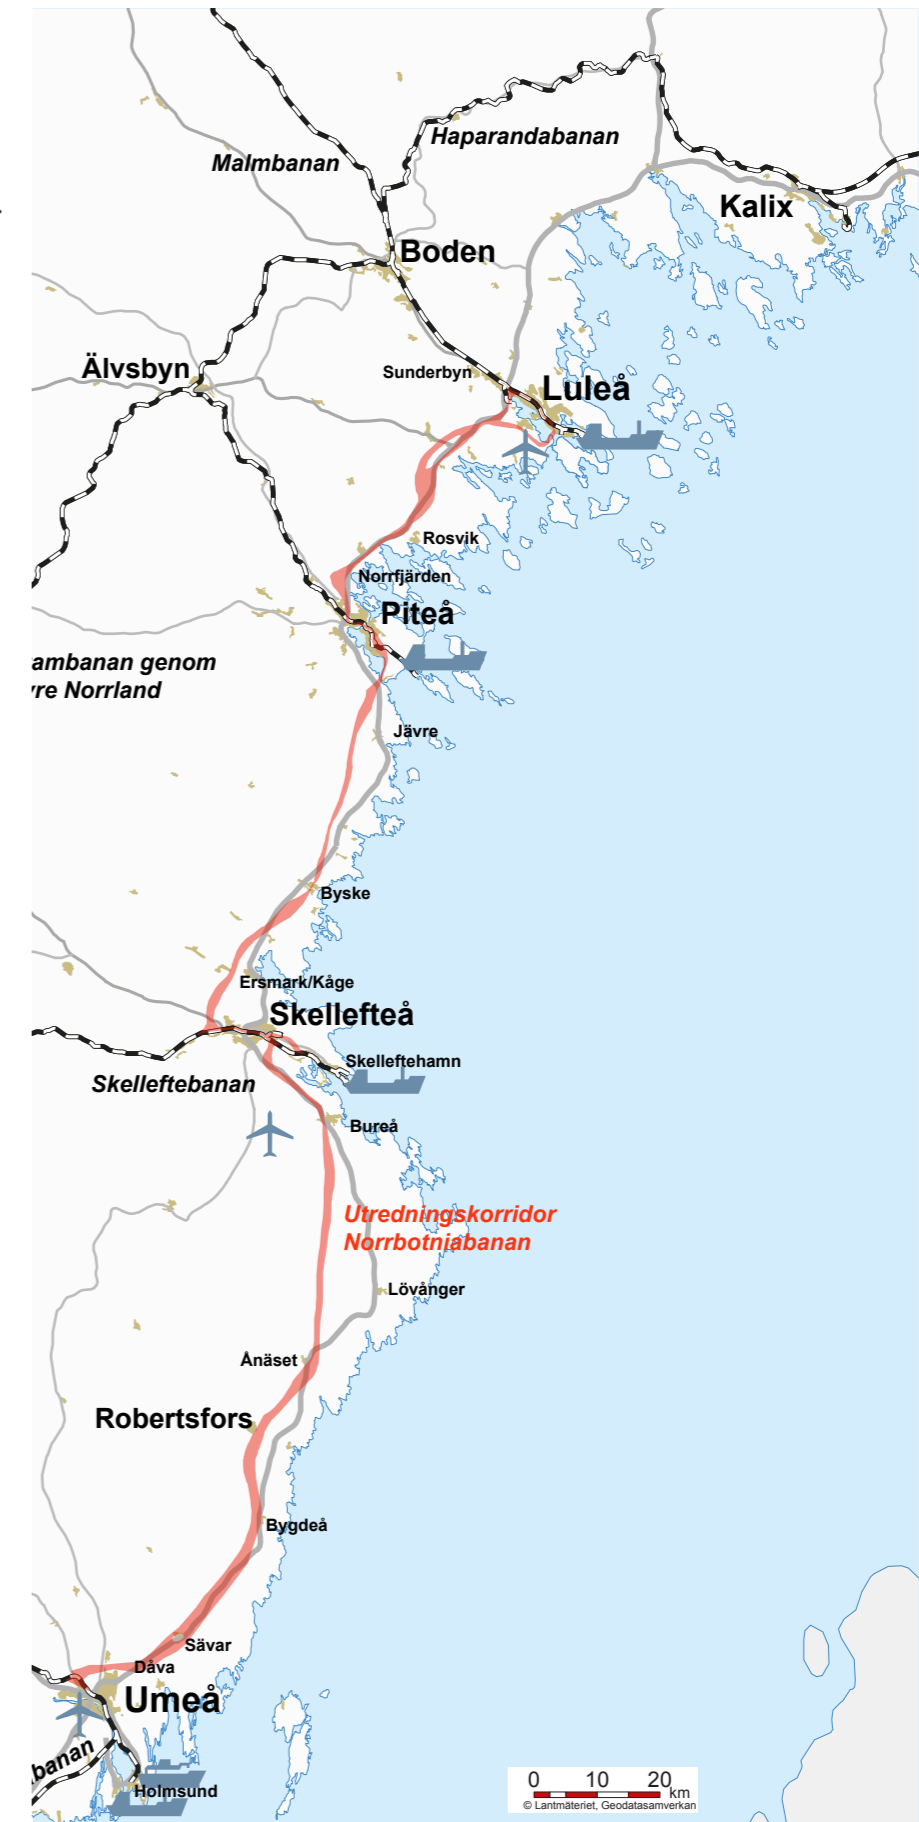 Haparandabanan
Malmbanan
Kalix
Boden
Älvsbyn
Sunderbyn
Luleå
Rosvik
Norrfjärden
Piteå
ambanan genom
vre Norrland
Jävre
Byske
Ersmark/Kåge
Skellefteå
Skelleftehamn
Skelleftebanan
Bureå
Utredningskorridor
Norrbotniabanan
Lövånger
Ånäset
Robertsfors
Bygdeå
Sävar
Dåva
Umeå
banan
Holmsund
0 10 20
km
© Lantmäteriet, Geodatasamverkan